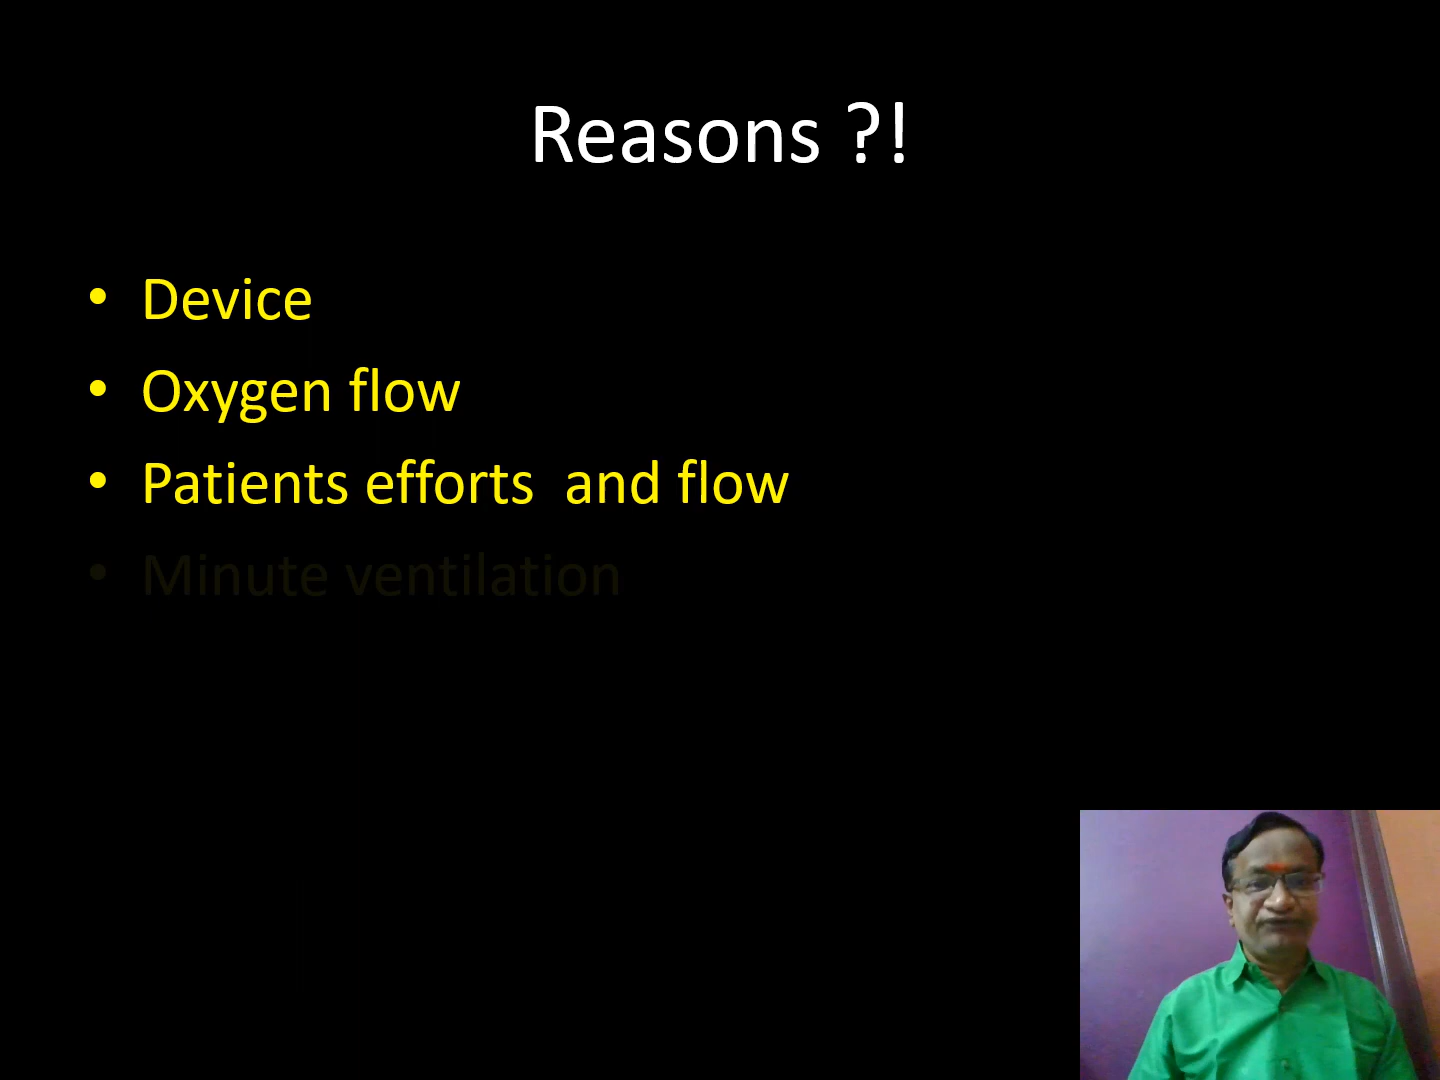 Reasons ?!
• Device
• Oxygen flow
• Patients efforts  and flow
• Minute ventilation